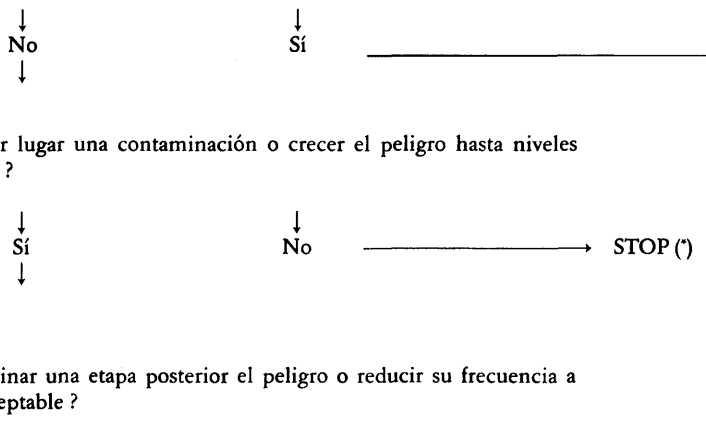 No Sí
r lugar una contaminación o crecer el peligro hasta niveles
?
Sí No STOP (*)
inar una etapa posterior el peligro o reducir su frecuencia a
eptable ?